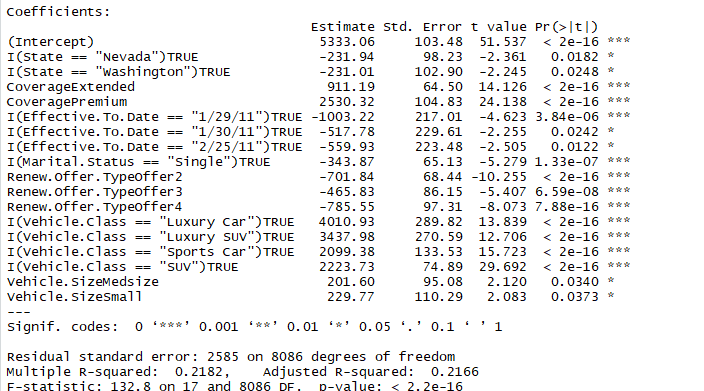 Coefficients:
                                     Estimate Std. Error t value Pr(>|t|)
(Intercept)                           5333.06     103.48  51.537  < 2e-16 ***
I(State == "Nevada")TRUE              -231.94      98.23  -2.361   0.0182 *
I(State == "Washington")TRUE          -231.01     102.90  -2.245   0.0248 *
CoverageExtended                       911.19      64.50  14.126  < 2e-16 ***
CoveragePremium                       2530.32     104.83  24.138  < 2e-16 ***
I(Effective.To.Date == "1/29/11")TRUE -1003.22     217.01  -4.623 3.84e-06 ***
I(Effective.To.Date == "1/30/11")TRUE  -517.78     229.61  -2.255   0.0242 *
I(Effective.To.Date == "2/25/11")TRUE  -559.93     223.48  -2.505   0.0122 *
I(Marital.Status == "Single")TRUE     -343.87      65.13  -5.279 1.33e-07 ***
Renew.Offer.TypeOffer2                -701.84      68.44 -10.255  < 2e-16 ***
Renew.Offer.TypeOffer3                -465.83      86.15  -5.407 6.59e-08 ***
Renew.Offer.TypeOffer4                -785.55      97.31  -8.073 7.88e-16 ***
I(Vehicle.Class == "Luxury Car")TRUE  4010.93     289.82  13.839  < 2e-16 ***
I(Vehicle.Class == "Luxury SUV")TRUE  3437.98     270.59  12.706  < 2e-16 ***
I(Vehicle.Class == "Sports Car")TRUE  2099.38     133.53  15.723  < 2e-16 ***
I(Vehicle.Class == "SUV")TRUE         2223.73      74.89  29.692  < 2e-16 ***
Vehicle.SizeMedsize                    201.60      95.08   2.120   0.0340 *
Vehicle.SizeSmall                      229.77     110.29   2.083   0.0373 *
---
Signif. codes:  0 ‘***’ 0.001 ‘**’ 0.01 ‘*’ 0.05 ‘.’ 0.1 ‘ ’ 1
Residual standard error: 2585 on 8086 degrees of freedom
Multiple R-squared:  0.2182,    Adjusted R-squared:  0.2166
F-statistic: 132.8 on 17 and 8086 DF,  p-value: < 2.2e-16